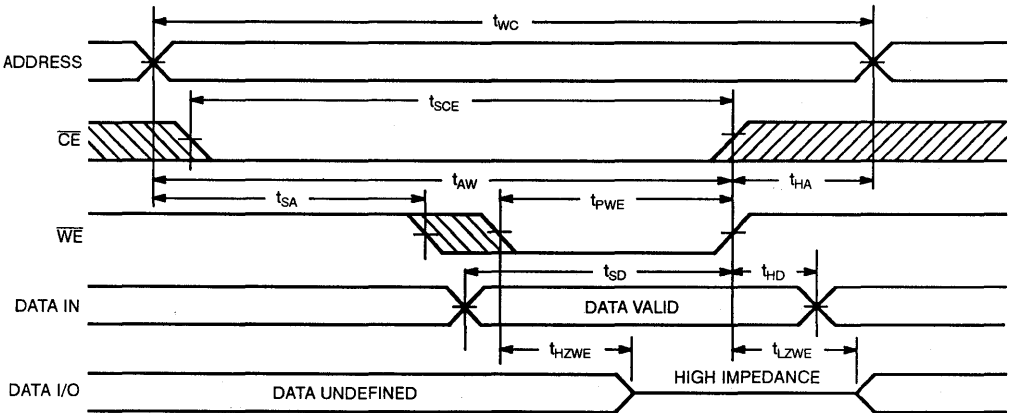 tWC
ADDRESS
tSCE
CE
tAW
tHA
tSA
tPWE
WE
tSD
tHD
DATA IN
DATA VALID
tHZWE
tLZWE
HIGH IMPEDANCE
DATA I/O
DATA UNDEFINED